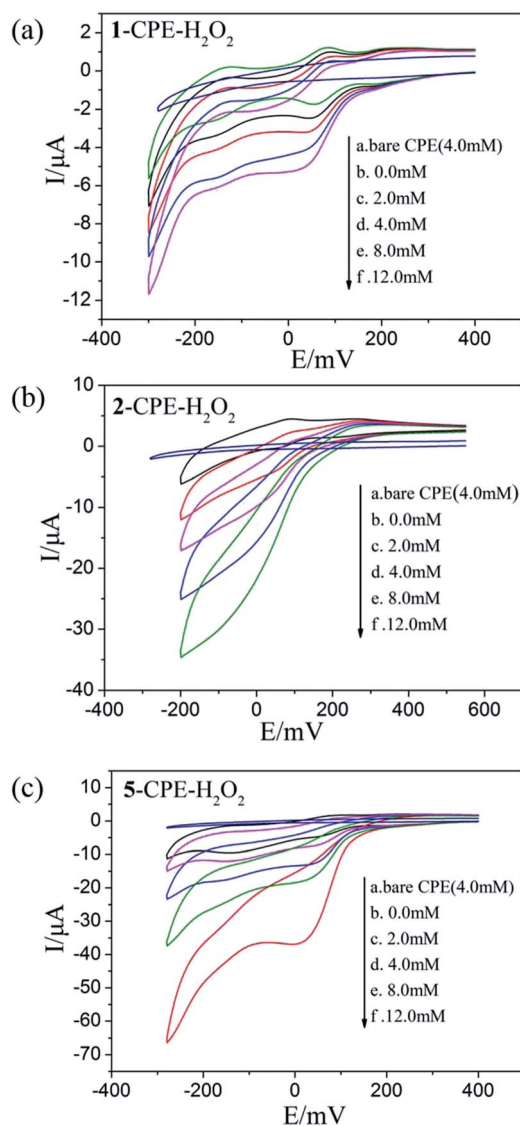 (a)
1-CPE-H₂O₂
2
0
-2
-4
-6
-8
-10
-12
I/μA
a.bare CPE(4.0mM)
b. 0.0mM
c. 2.0mM
d. 4.0mM
e. 8.0mM
f .12.0mM
-400 -200 0 200 400
E/mV
(b)
2-CPE-H₂O₂
10
0
-10
-20
-30
-40
I/μA
a.bare CPE(4.0mM)
b. 0.0mM
c. 2.0mM
d. 4.0mM
e. 8.0mM
f .12.0mM
-400 -200 0 200 400 600
E/mV
(c)
5-CPE-H₂O₂
10
0
-10
-20
-30
-40
-50
-60
-70
I/μA
a.bare CPE(4.0mM)
b. 0.0mM
c. 2.0mM
d. 4.0mM
e. 8.0mM
f .12.0mM
-400 -200 0 200 400
E/mV